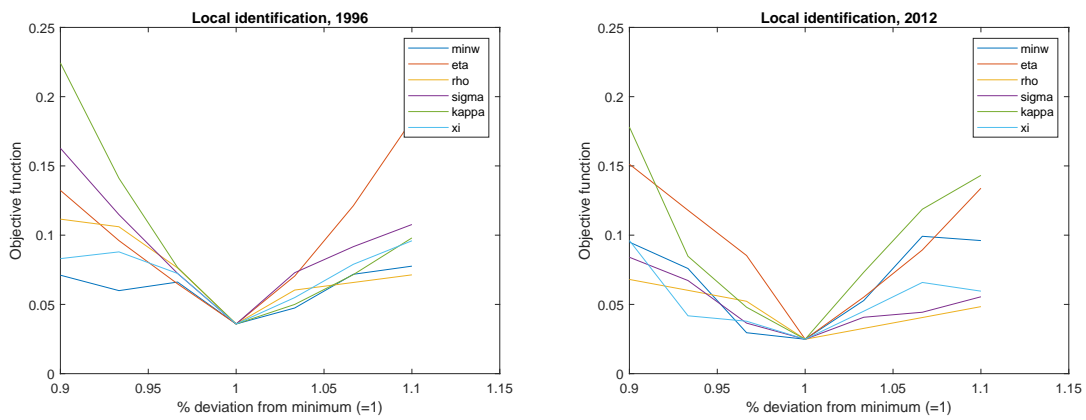 Local identification, 1996
0.25
0.2
0.15
0.1
0.05
0
Objective function
minw
eta
rho
sigma
kappa
xi
0.9
0.95
1
1.05
1.1
1.15
% deviation from minimum (=1)
Local identification, 2012
0.25
0.2
0.15
0.1
0.05
0
Objective function
minw
eta
rho
sigma
kappa
xi
0.9
0.95
1
1.05
1.1
1.15
% deviation from minimum (=1)